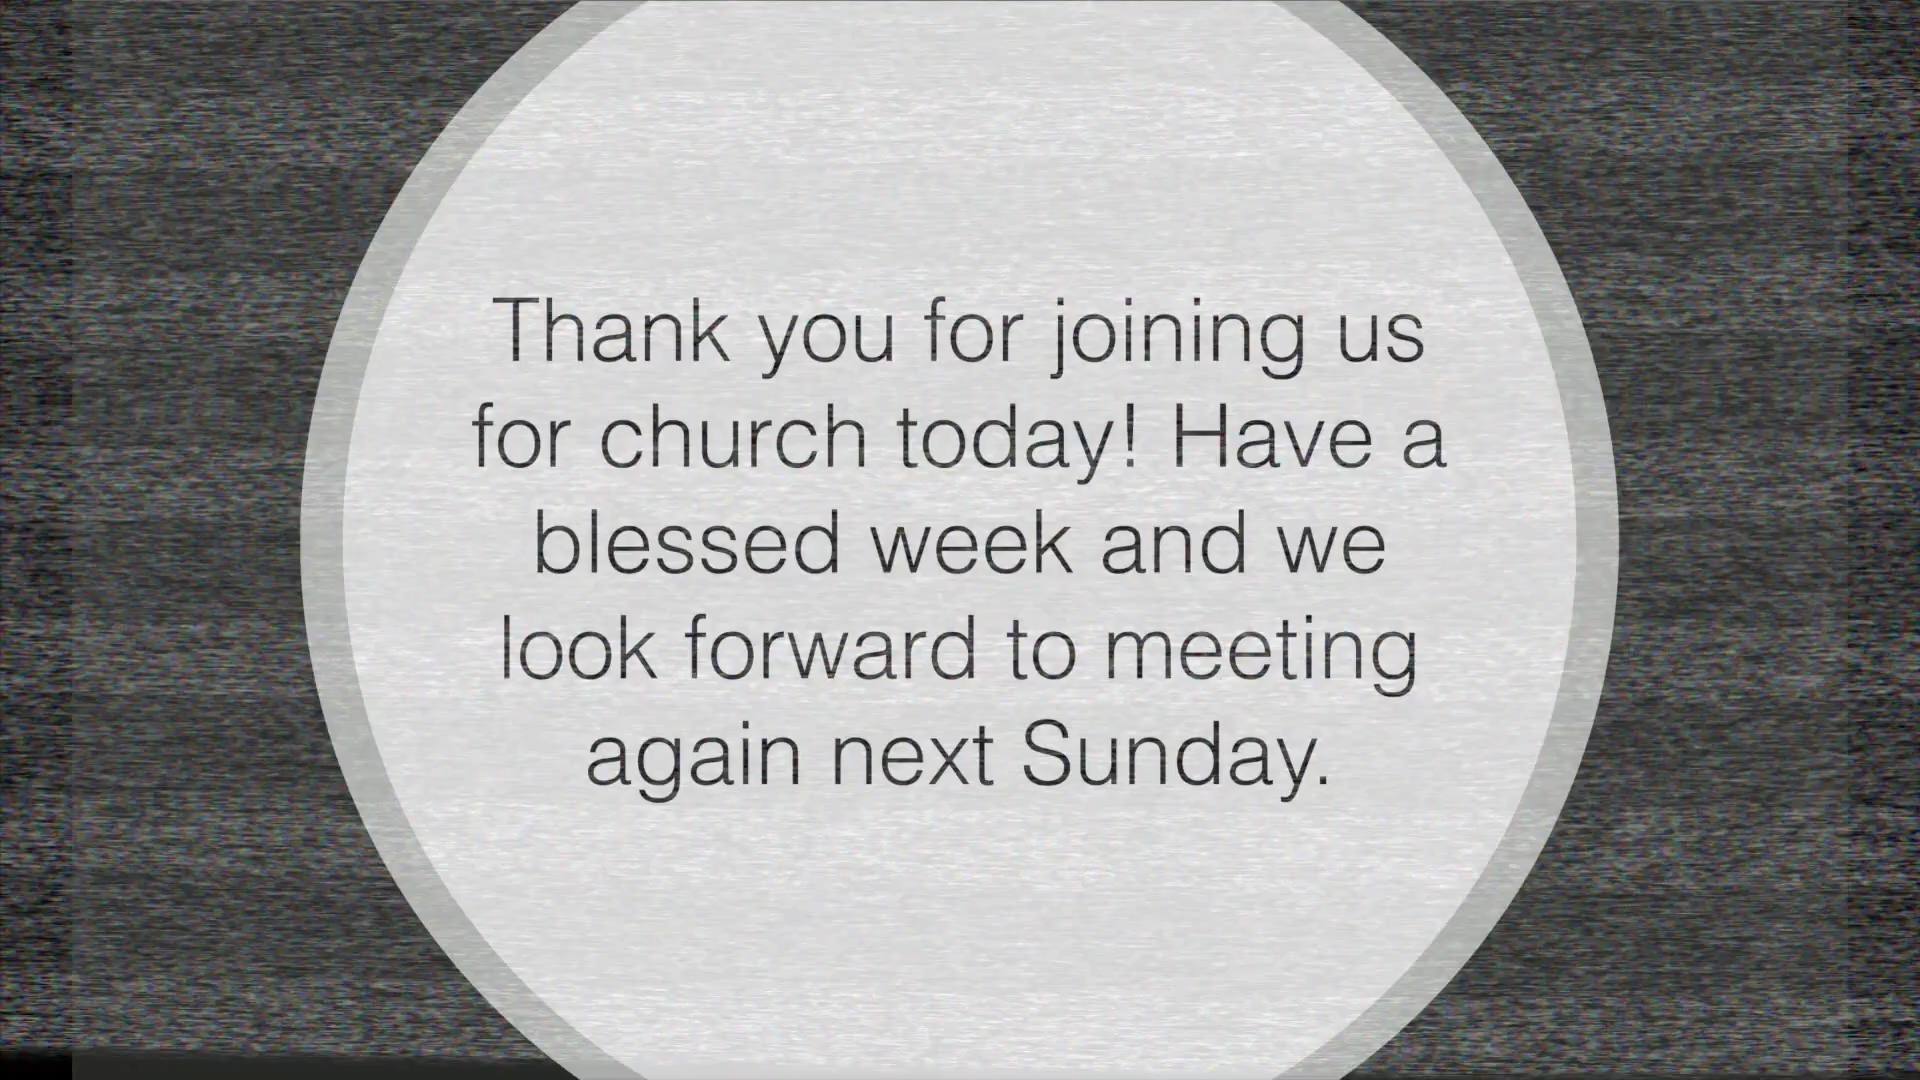 Thank you for joining us
for church today! Have a
blessed week and we
look forward to meeting
again next Sunday.